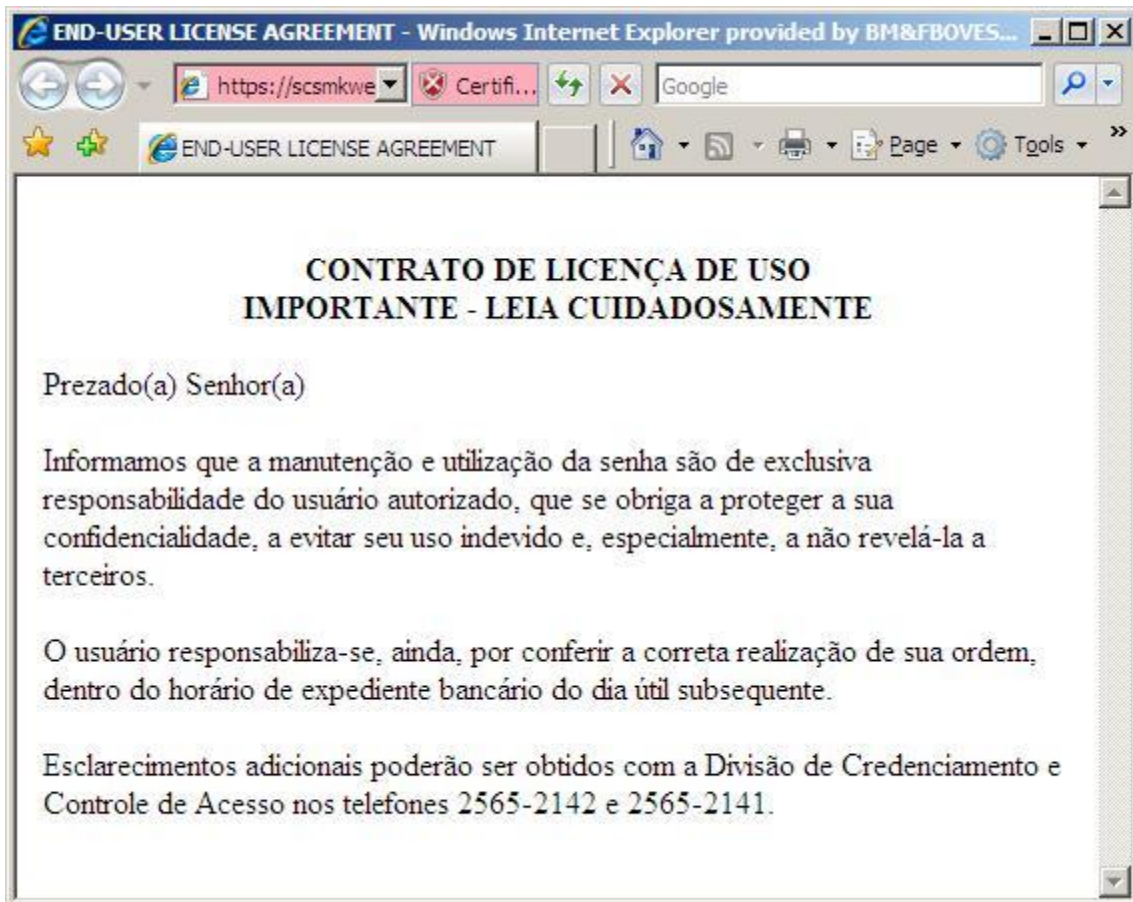 END-USER LICENSE AGREEMENT - Windows Internet Explorer provided by BM&FBOVES...
https://scsmkwe Certifi... Google
END-USER LICENSE AGREEMENT Page Tools
CONTRATO DE LICENÇA DE USO
IMPORTANTE - LEIA CUIDADOSAMENTE
Prezado(a) Senhor(a)
Informamos que a manutenção e utilização da senha são de exclusiva
responsabilidade do usuário autorizado, que se obriga a proteger a sua
confidencialidade, a evitar seu uso indevido e, especialmente, a não revelá-la a
terceiros.
O usuário responsabiliza-se, ainda, por conferir a correta realização de sua ordem,
dentro do horário de expediente bancário do dia útil subsequente.
Esclarecimentos adicionais poderão ser obtidos com a Divisão de Credenciamento e
Controle de Acesso nos telefones 2565-2142 e 2565-2141.